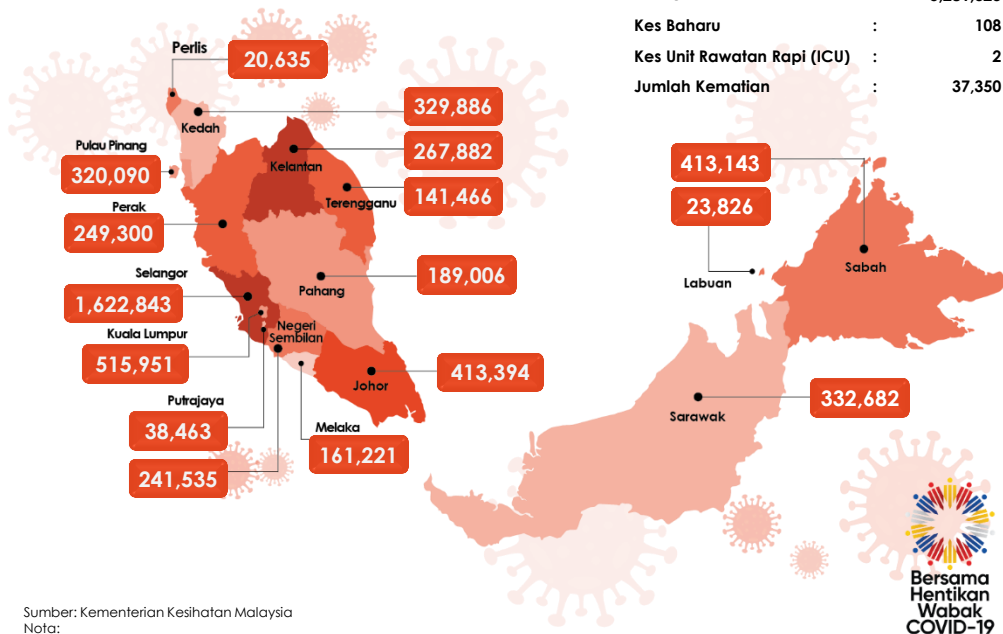 Kes Baharu : 108
Kes Unit Rawatan Rapi (ICU) : 2
Jumlah Kematian : 37,350
Perlis
20,635
329,886
Kedah
267,882
Kelantan
Pulau Pinang
320,090
141,466
Terengganu
Perak
249,300
189,006
Pahang
Selangor
1,622,843
Kuala Lumpur
515,951
Negeri
Sembilan
413,394
Johor
Putrajaya
38,463
Melaka
161,221
241,535
413,143
23,826
Labuan
Sabah
332,682
Sarawak
Sumber: Kementerian Kesihatan Malaysia
Nota:
Bersama
Hentikan
Wabak
COVID-19